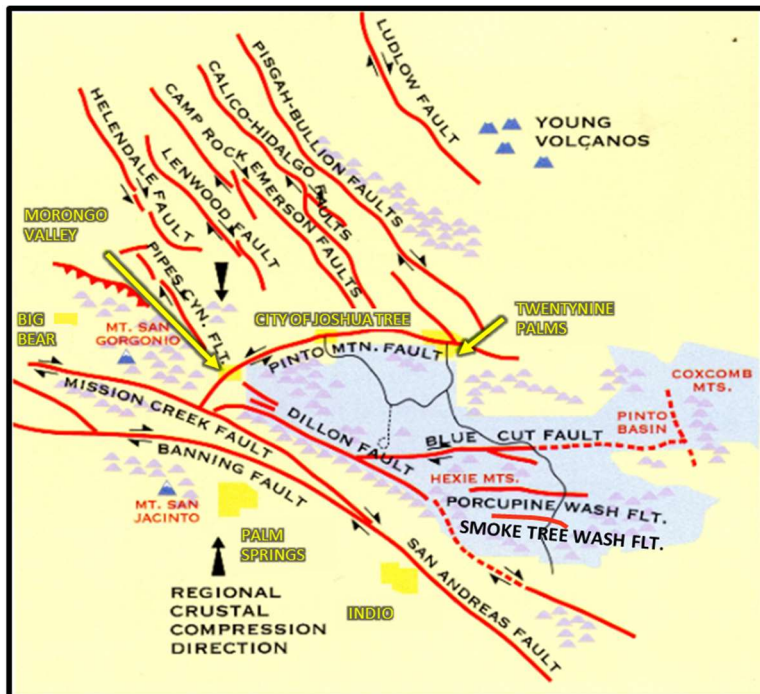 LUDLOW FAULT
PISGAH-BULLION FAULTS
CALICO-HIDALGO FAULTS
CAMP ROCK EMERSON FAULTS
HELENDALE FAULT
LENWOOD FAULT
YOUNG
VOLCANOS
MORONGO
VALLEY
PIPES CYN. FLT.
BIG
BEAR
MT. SAN
GORGONIO
CITY OF JOSHUA TREE
TWENTYNINE
PALMS
PINTO MTN. FAULT
COXCOMB
MTS.
PINTO
BASIN
MISSION CREEK FAULT
DILLON FAULT
BLUE CUT FAULT
BANNING FAULT
HEXIE MTS.
PORCUPINE WASH FLT.
SMOKE TREE WASH FLT.
MT. SAN
JACINTO
PALM
SPRINGS
SAN ANDREAS FAULT
INDIO
REGIONAL
CRUSTAL
COMPRESSION
DIRECTION